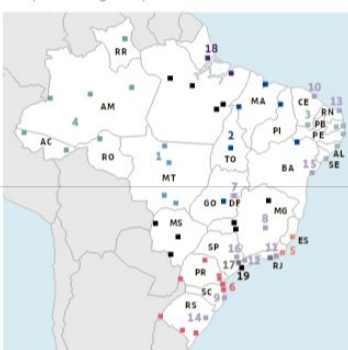 18
RR
10
13
MA
CE
RN
3
PB
AM
PE
4
PI
AL
AC
2
SE
RO
TO
1
BA
15
MT
7
GO DF
MG
8
MS
ES
SP
5
16
11
17 12
RJ
19
PR
6
SC
9
RS
14